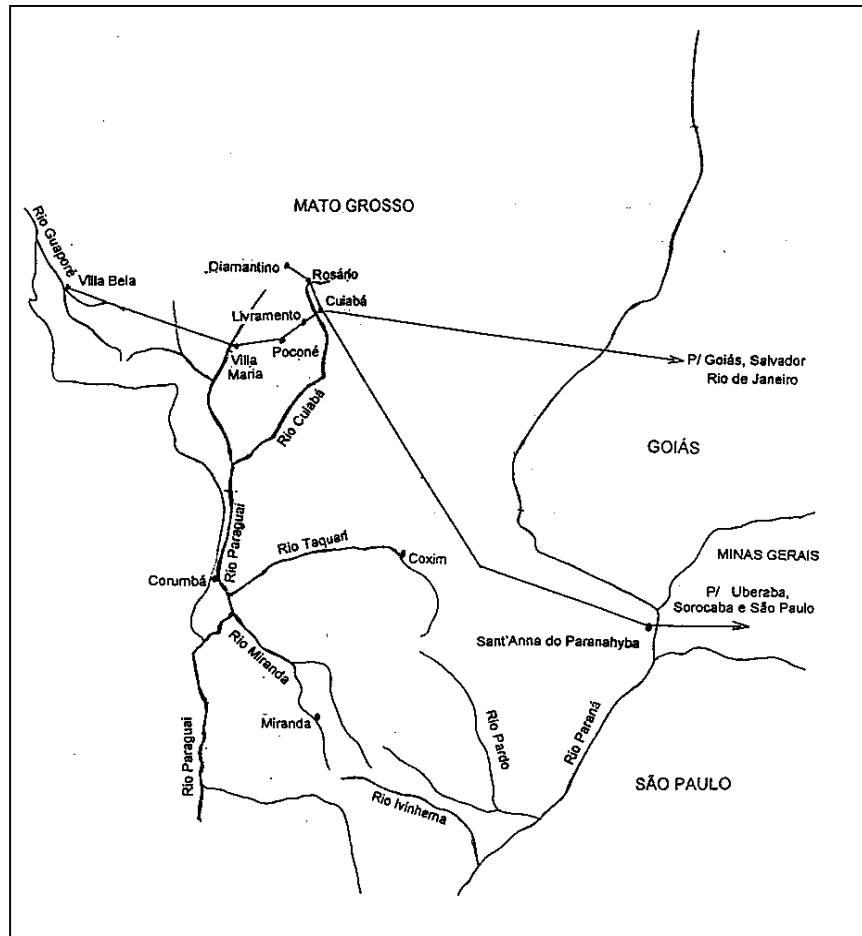 MATO GROSSO
Rio Guaporé
Villa Bela
Diamantino
Rosário
Cuiabá
Livramento
Poconé
Villa
Maria
P/ Goiás, Salvador
Rio de Janeiro
Rio Cuiabá
GOIÁS
Rio Paraguai
Rio Taquari
Coxim
MINAS GERAIS
Corumbá
P/ Uberaba,
Sorocaba e São Paulo
Sant'Anna do Paranahyba
Rio Miranda
Miranda
Rio Paraguai
Rio Pardo
Rio Paraná
SÃO PAULO
Rio Ivinhema